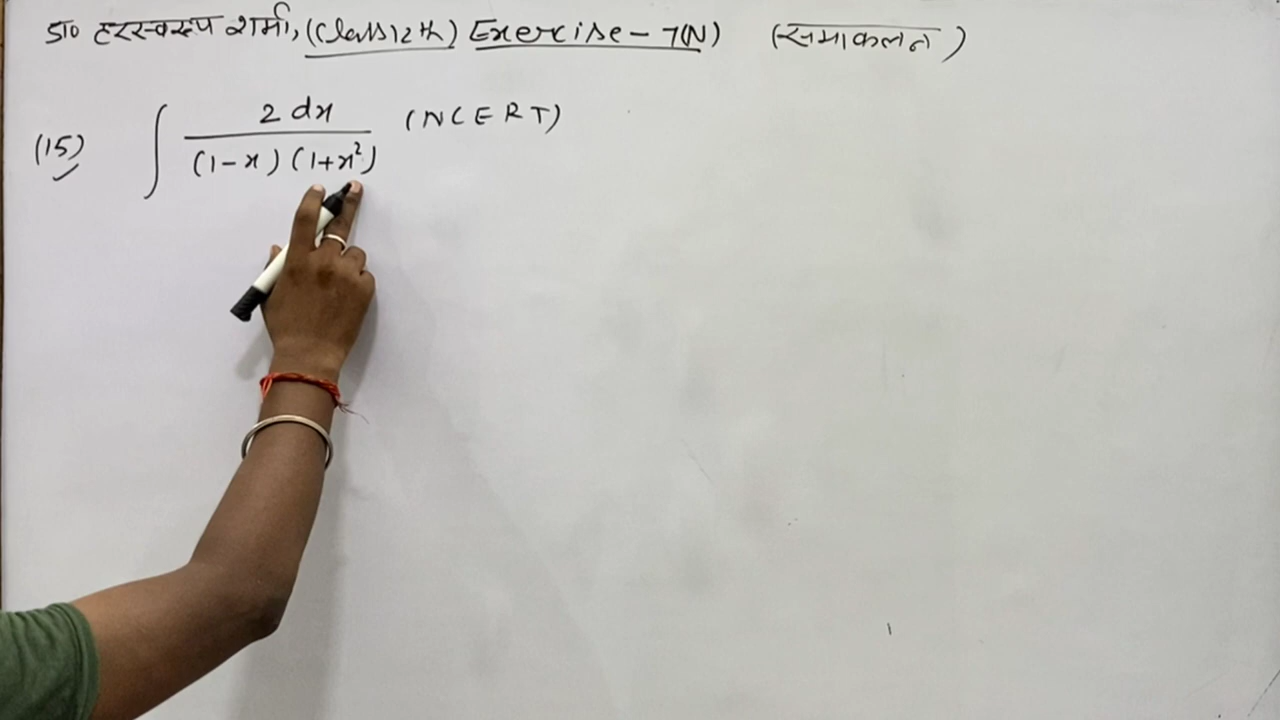 डा० हरस्वरूप शर्मा, (Class 12th) Exercise - 7(N) (समाकलन)
(15) ∫ 2 dx / (1-x)(1+x²) (NCERT)